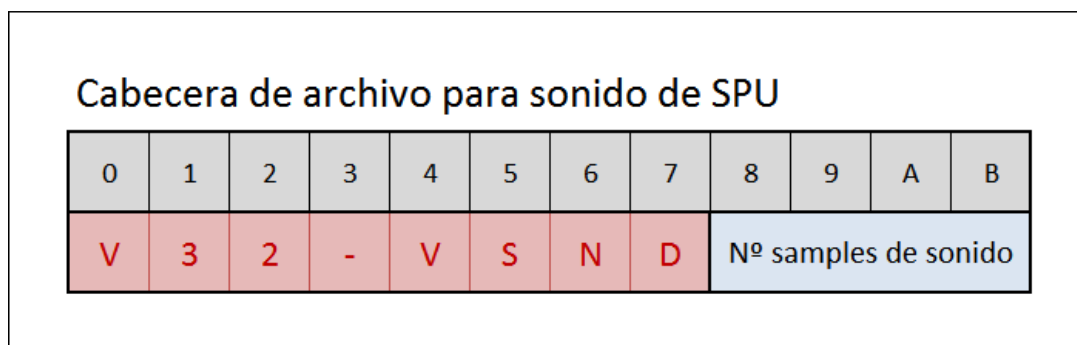 Cabecera de archivo para sonido de SPU
0 1 2 3 4 5 6 7 8 9 A B
V 3 2 - V S N D Nº samples de sonido